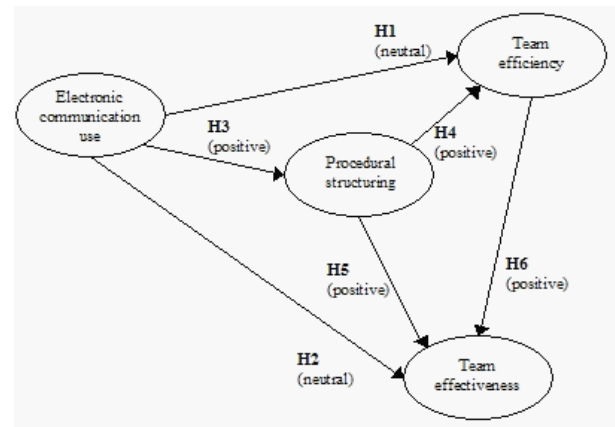 H1
(neutral)
Team
efficiency
Electronic
communication
use
H3
(positive)
H4
(positive)
Procedural
structuring
H5
(positive)
H6
(positive)
H2
(neutral)
Team
effectiveness